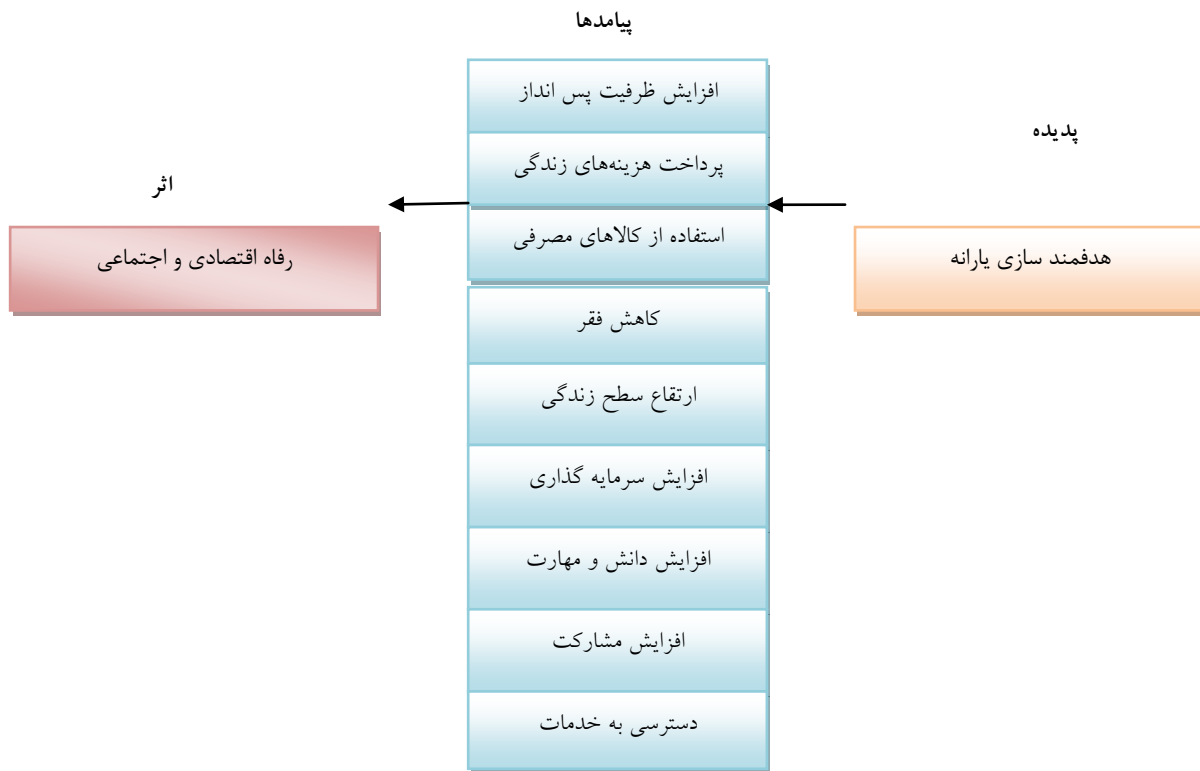 پیامدها
پدیده
اثر
افزایش ظرفیت پس انداز
پرداخت هزینه‌های زندگی
استفاده از کالاهای مصرفی
هدفمند سازی یارانه
رفاه اقتصادی و اجتماعی
کاهش فقر
ارتقاع سطح زندگی
افزایش سرمایه گذاری
افزایش دانش و مهارت
افزایش مشارکت
دسترسی به خدمات